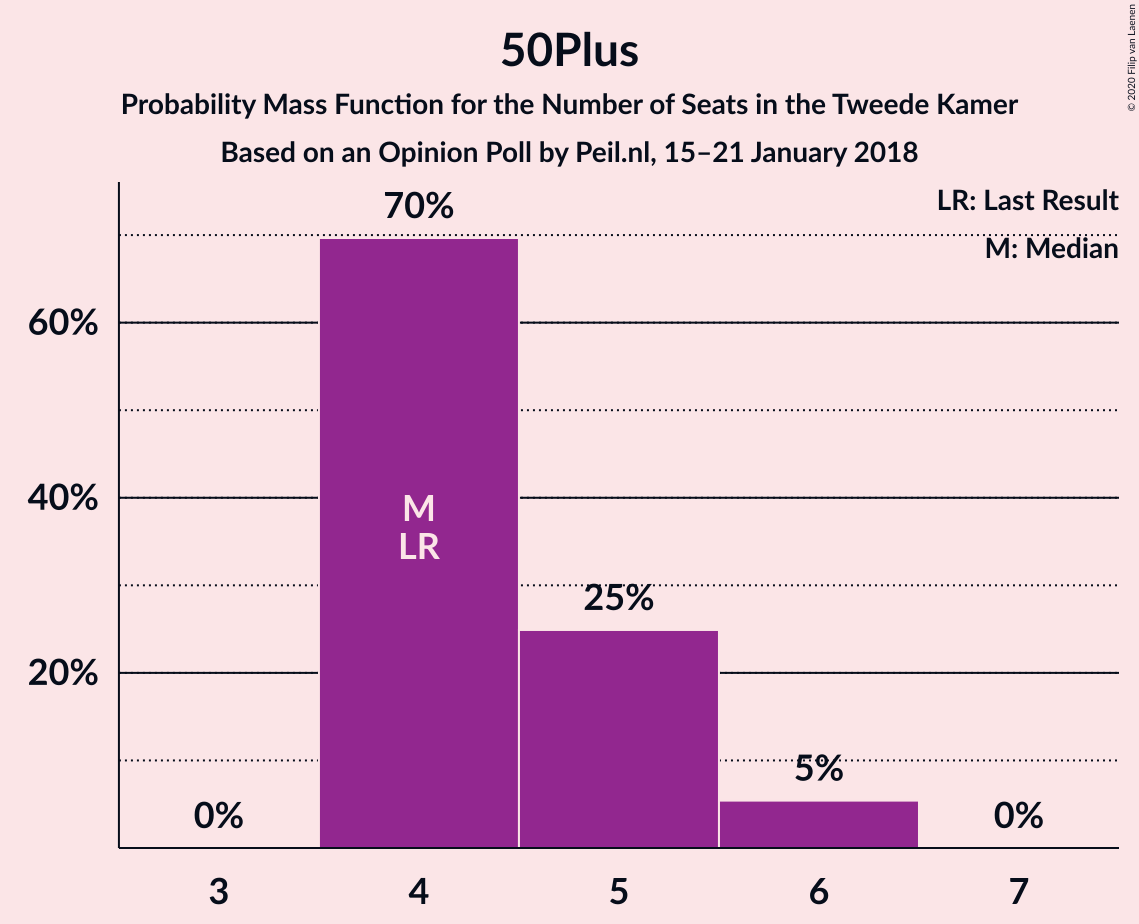 50Plus
Probability Mass Function for the Number of Seats in the Tweede Kamer
Based on an Opinion Poll by Peil.nl, 15–21 January 2018
© 2020 Filip van Laenen
LR: Last Result
M: Median
70%
60%
40%
20%
M
LR
25%
5%
0%
0%
3
4
5
6
7